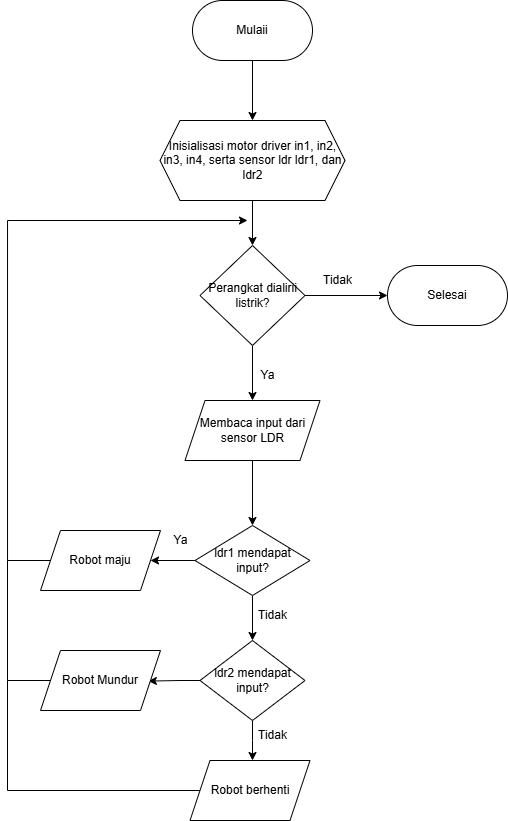 Mulaii
Inisialisasi motor driver in1, in2,
in3, in4, serta sensor ldr ldr1, dan
ldr2
Perangkat dialiri
listrik?
Tidak
Selesai
Ya
Membaca input dari
sensor LDR
ldr1 mendapat
input?
Ya
Robot maju
Tidak
ldr2 mendapat
input?
Robot Mundur
Tidak
Robot berhenti